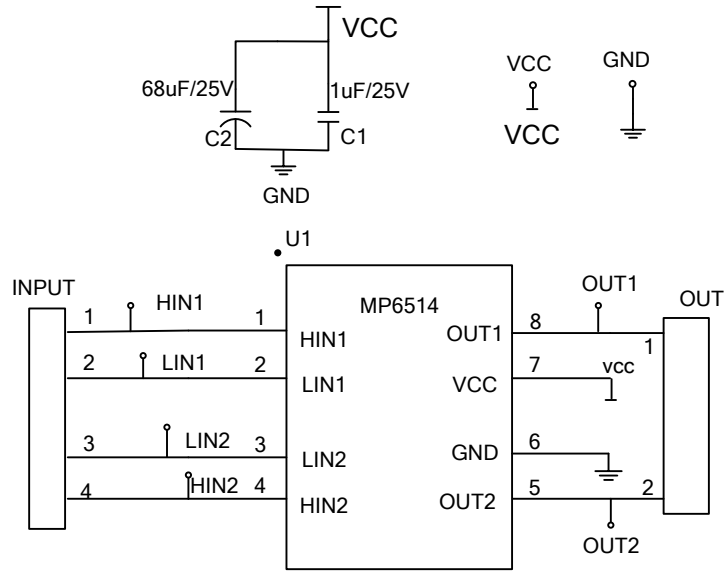 VCC
68uF/25V
1uF/25V
C2
C1
GND
VCC
VCC
GND
U1
INPUT
1
HIN1
1
2
LIN1
2
3
LIN2
3
4
HIN2
4
MP6514
HIN1
LIN1
LIN2
HIN2
OUT1
VCC
GND
OUT2
8
OUT1
OUT
1
7
vcc
6
5
2
OUT2